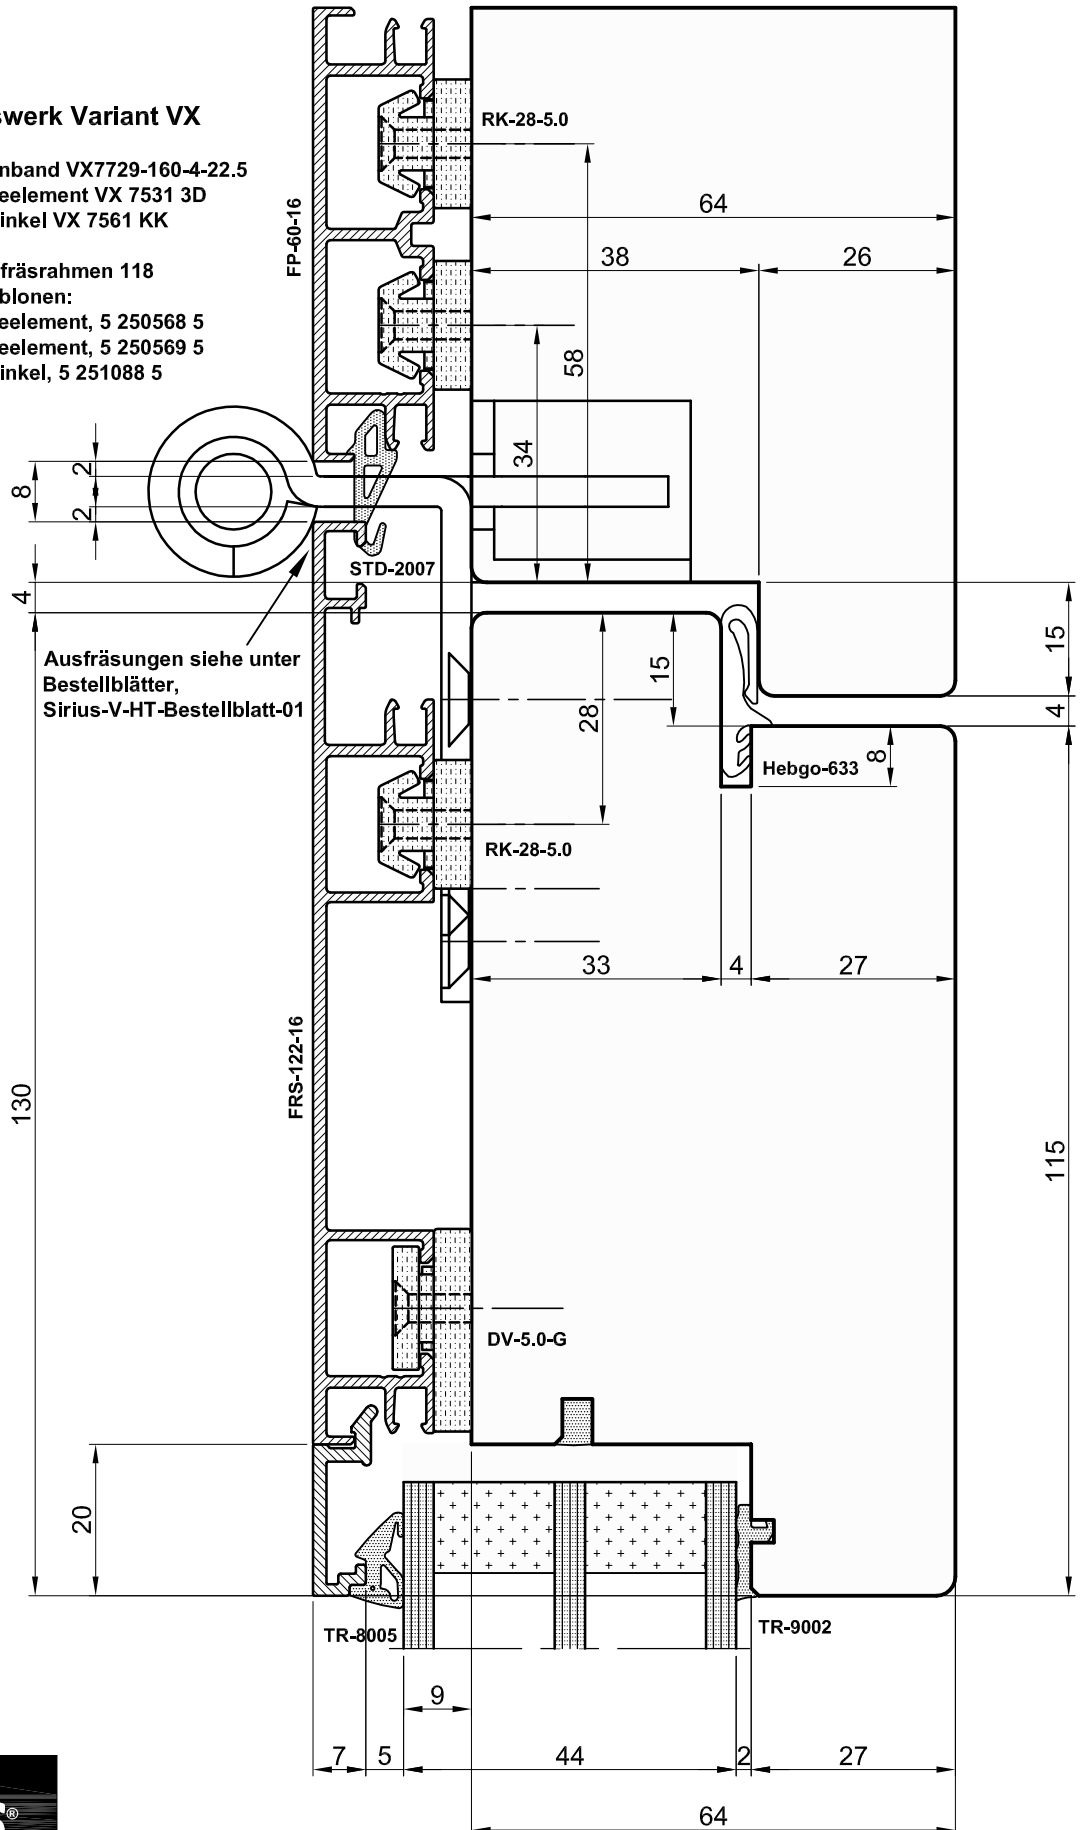 swerk Variant VX
nband VX7729-160-4-22.5
eelement VX 7531 3D
inkel VX 7561 KK
fräsrahmen 118
blonen:
eelement, 5 250568 5
eelement, 5 250569 5
inkel, 5 251088 5
FP-60-16
RK-28-5.0
64
38
26
58
34
2
8
2
4
STD-2007
Ausfräsungen siehe unter
Bestellblätter,
Sirius-V-HT-Bestellblatt-01
15
28
15
4
8
Hebgo-633
RK-28-5.0
33
4
27
FRS-122-16
130
115
DV-5.0-G
20
TR-8005
TR-9002
9
7
5
44
2
27
64
®